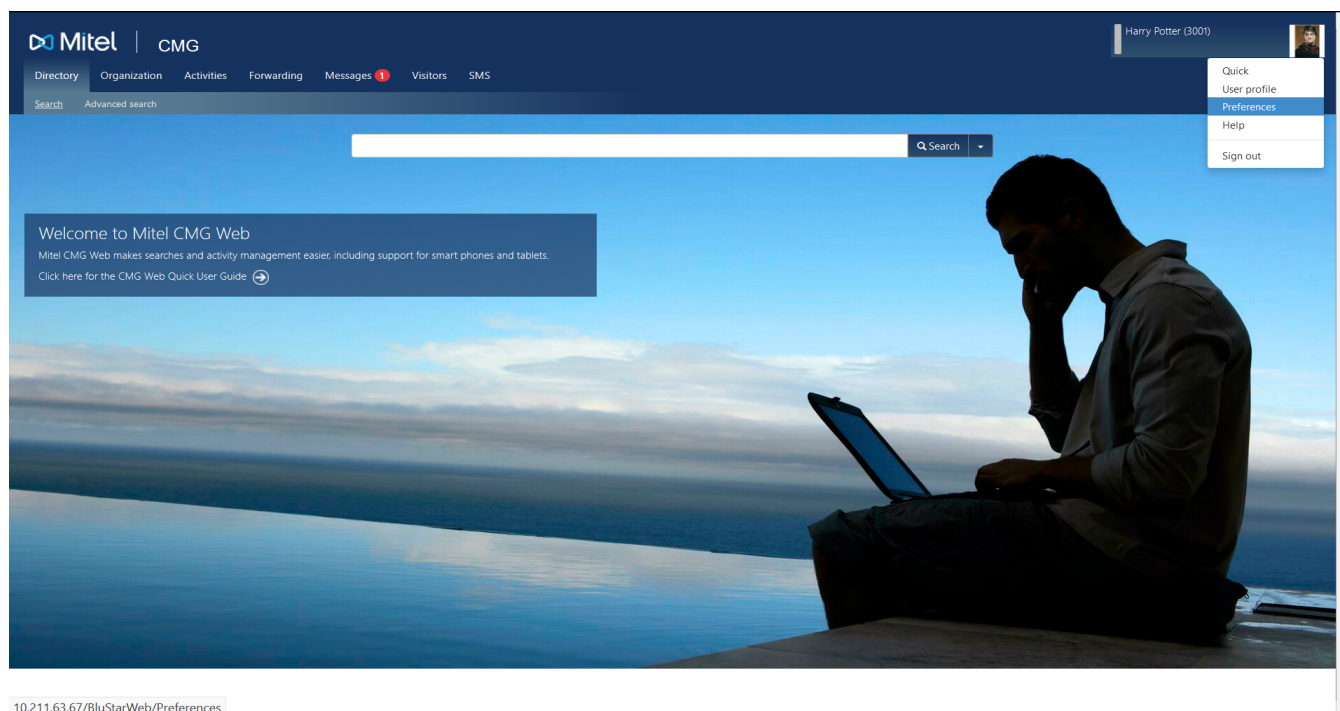 Mitel | CMG
Harry Potter (3001)
Directory Organization Activities Forwarding Messages 1 Visitors SMS
Search Advanced search
Quick
User profile
Preferences
Help
Sign out
Search
Welcome to Mitel CMG Web
Mitel CMG Web makes searches and activity management easier, including support for smart phones and tablets.
Click here for the CMG Web Quick User Guide
10.211.63.67/BluStarWeb/Preferences